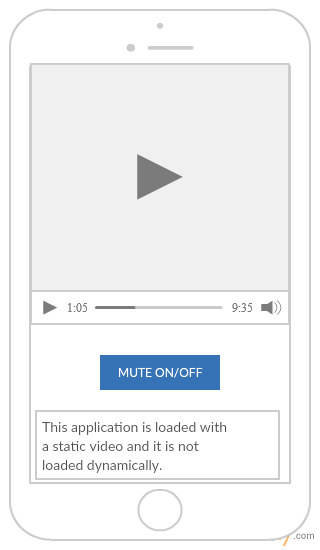 1:05 9:35
MUTE ON/OFF
This application is loaded with
a static video and it is not
loaded dynamically.
.com